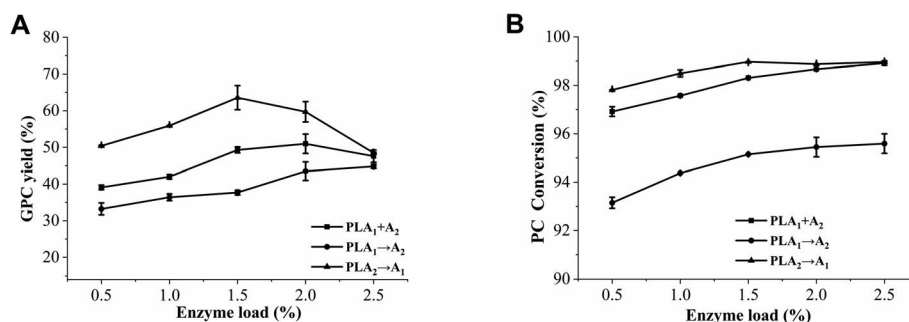 A
80
70
60
50
40
30
20
GPC yield (%)
0.5 1.0 1.5 2.0 2.5
Enzyme load (%)
PLA₁+A₂
PLA₁→A₂
PLA₂→A₁
B
100
98
96
94
92
90
PC Conversion (%)
0.5 1.0 1.5 2.0 2.5
Enzyme load (%)
PLA₁+A₂
PLA₁→A₂
PLA₂→A₁